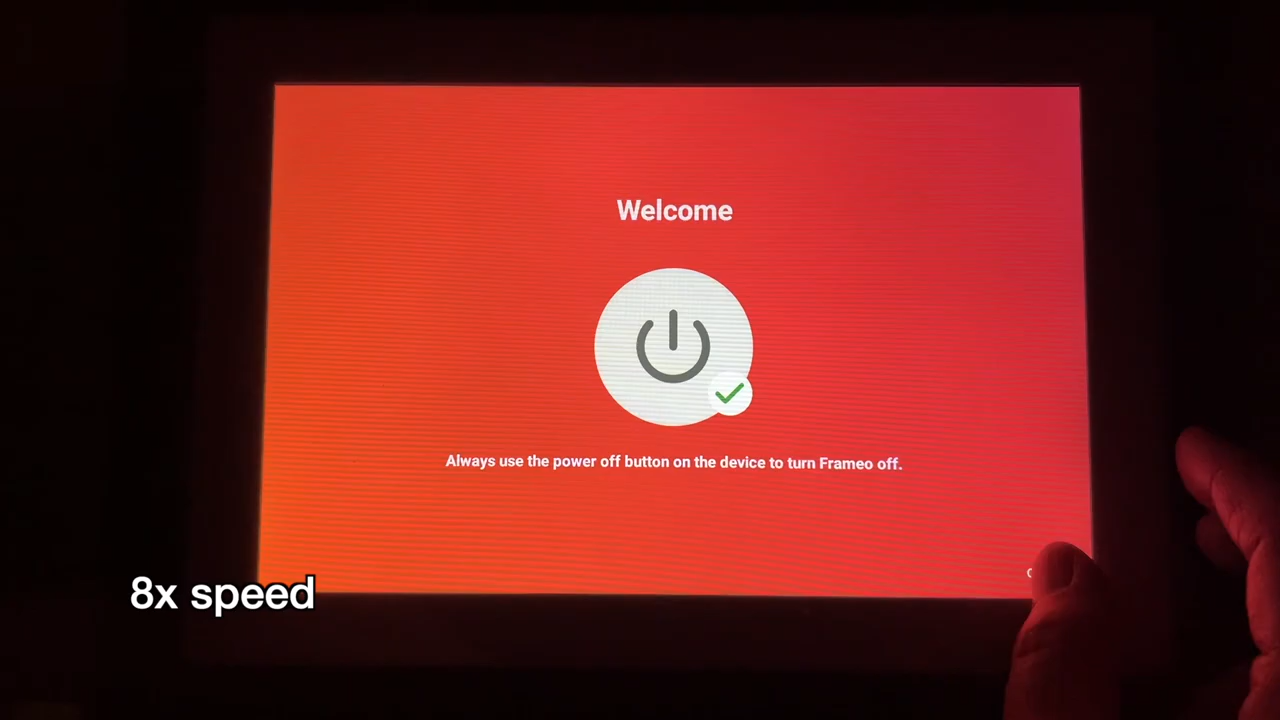 Welcome
Always use the power off button on the device to turn Frameo off.
8x speed